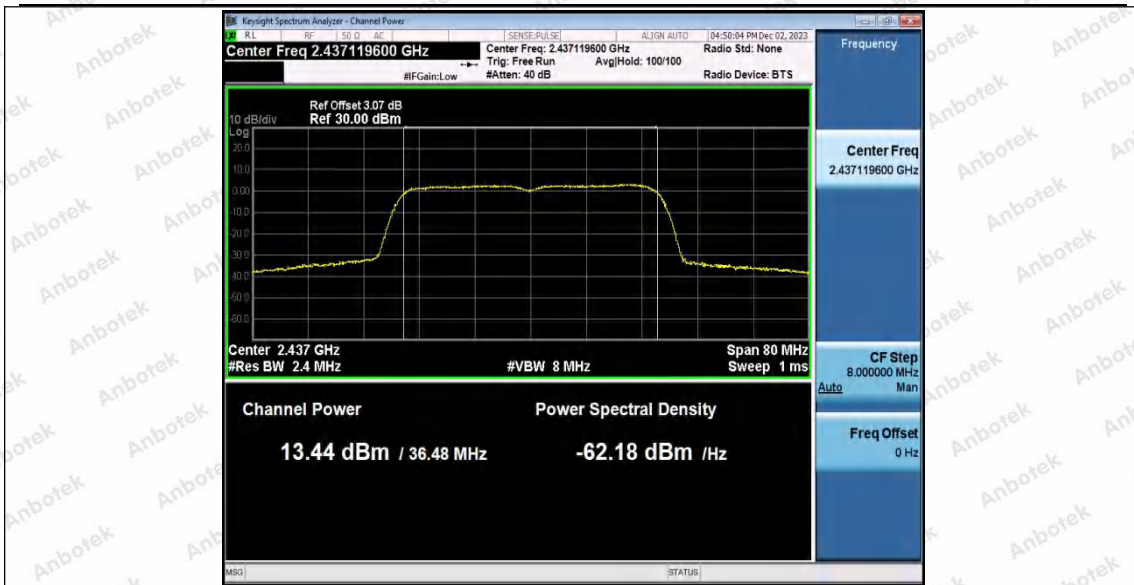 Keysight Spectrum Analyzer - Channel Power
LXI RL RF 50 Ω AC SENSE:PULSE ALIGN AUTO 04:50:04 PM Dec 02, 2023
Center Freq 2.437119600 GHz
Center Freq: 2.437119600 GHz Radio Std: None
Trig: Free Run Avg|Hold: 100/100
#IFGain:Low #Atten: 40 dB Radio Device: BTS
Ref Offset 3.07 dB
10 dB/div Ref 30.00 dBm
Log
20.0
10.0
0.00
-10.0
-20.0
-30.0
-40.0
-50.0
-60.0
Center 2.437 GHz Span 80 MHz
#Res BW 2.4 MHz #VBW 8 MHz Sweep 1 ms
Channel Power Power Spectral Density
13.44 dBm / 36.48 MHz -62.18 dBm /Hz
MSG STATUS
Frequency
Center Freq
2.437119600 GHz
CF Step
8.000000 MHz
Auto Man
Freq Offset
0 Hz
Anbotek